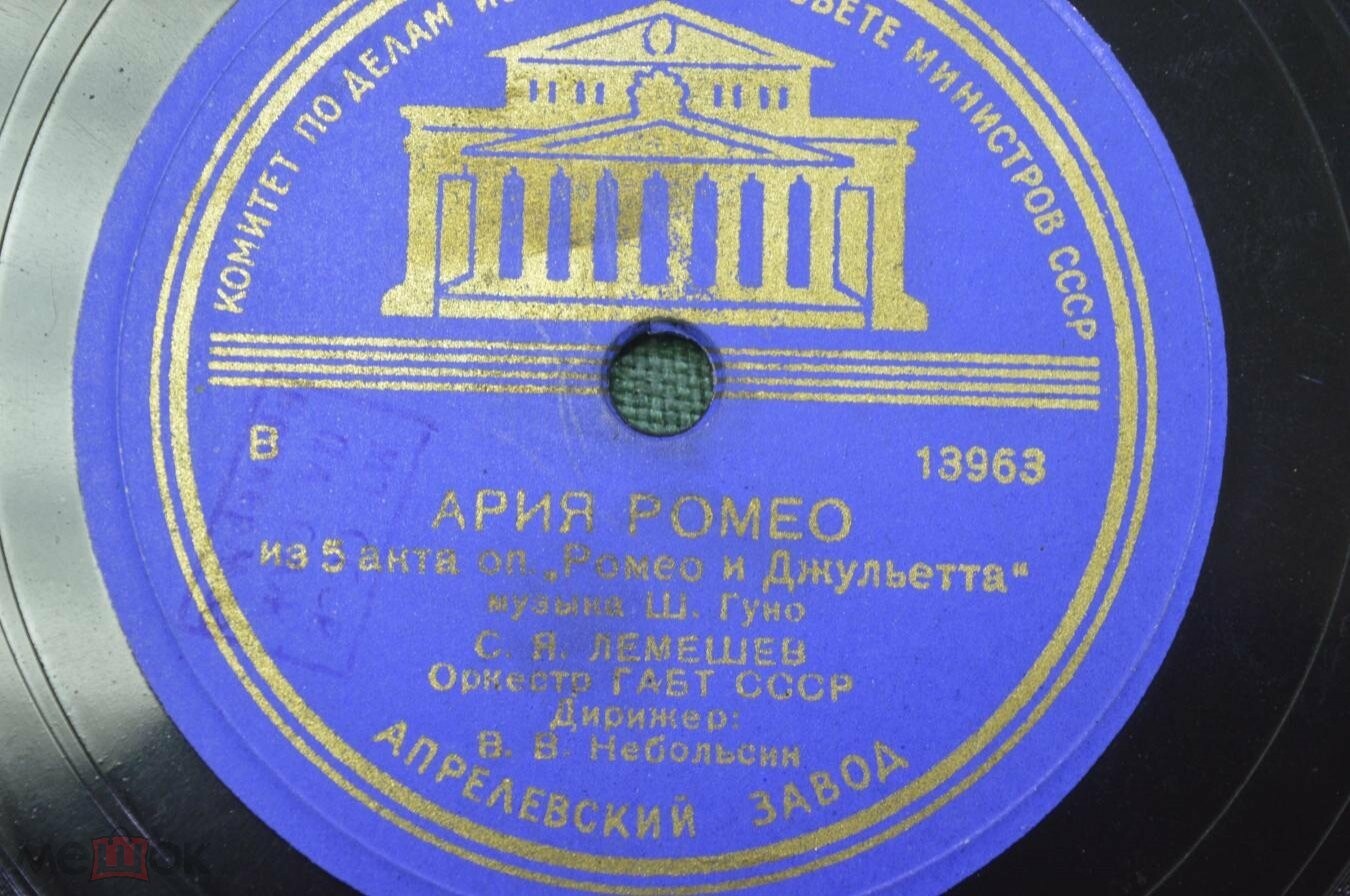 КОМИТЕТ ПО ДЕЛАМ МИНИСТРОВ СССР
В 13963
АРИЯ РОМЕО
из 5 акта оп. „Ромео и Джульетта“
музыка Ш. Гуно
С. Я. ЛЕМЕШЕВ
Оркестр ГАБТ СССР
Дирижер:
В. В. Небольсин
АПРЕЛЕВСКИЙ ЗАВОД
мешок